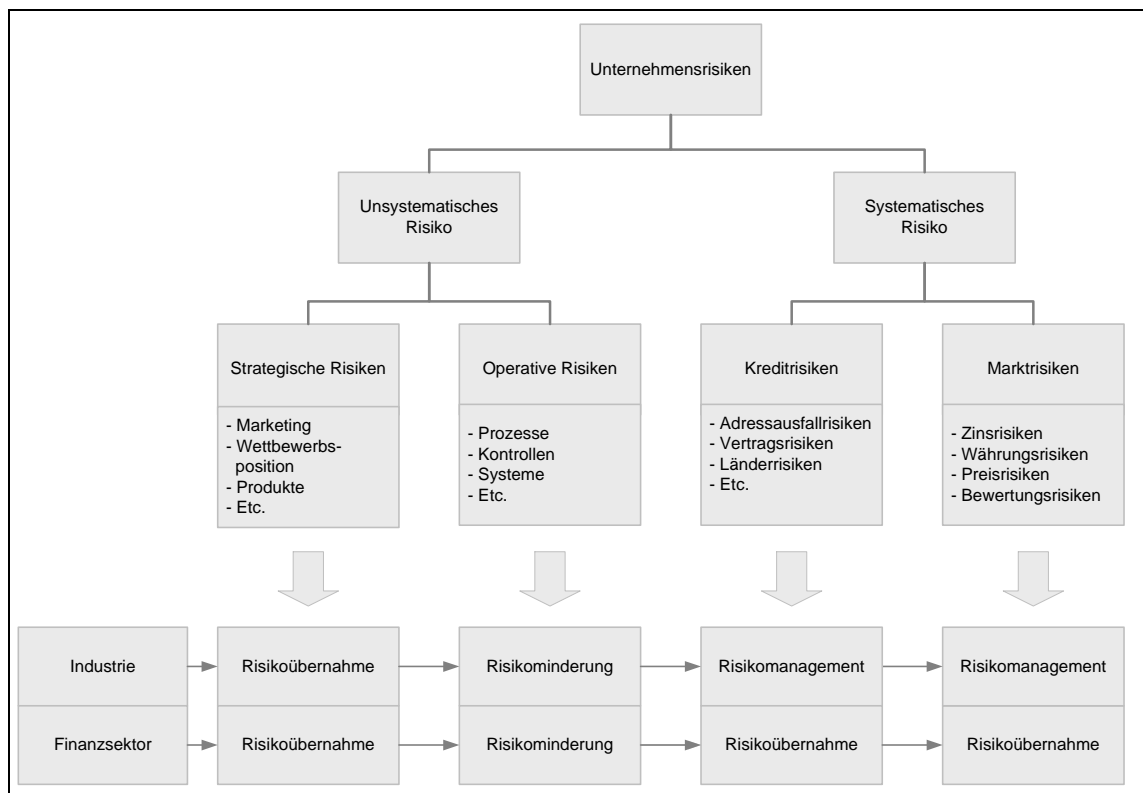 Unternehmensrisiken
Unsystematisches
Risiko
Systematisches
Risiko
Strategische Risiken
- Marketing
- Wettbewerbs-
position
- Produkte
- Etc.
Operative Risiken
- Prozesse
- Kontrollen
- Systeme
- Etc.
Kreditrisiken
- Adressausfallrisiken
- Vertragsrisiken
- Länderrisiken
- Etc.
Marktrisiken
- Zinsrisiken
- Währungsrisiken
- Preisrisiken
- Bewertungsrisiken
Industrie
Risikoübernahme
Risikominderung
Risikomanagement
Risikomanagement
Finanzsektor
Risikoübernahme
Risikominderung
Risikoübernahme
Risikoübernahme